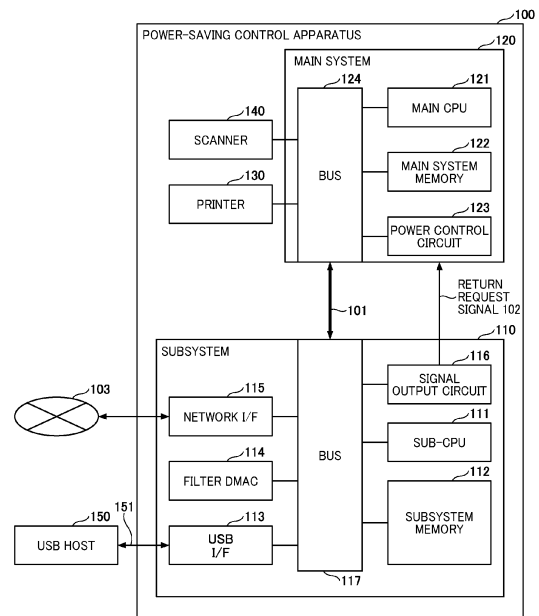 100
POWER-SAVING CONTROL APPARATUS
120
MAIN SYSTEM
124
121
140
MAIN CPU
SCANNER
122
BUS
MAIN SYSTEM
MEMORY
130
PRINTER
123
POWER CONTROL
CIRCUIT
RETURN
REQUEST
SIGNAL 102
101
110
SUBSYSTEM
116
SIGNAL
OUTPUT CIRCUIT
103
115
NETWORK I/F
111
SUB-CPU
114
BUS
FILTER DMAC
112
SUBSYSTEM
MEMORY
150
151
113
USB HOST
USB
I/F
117